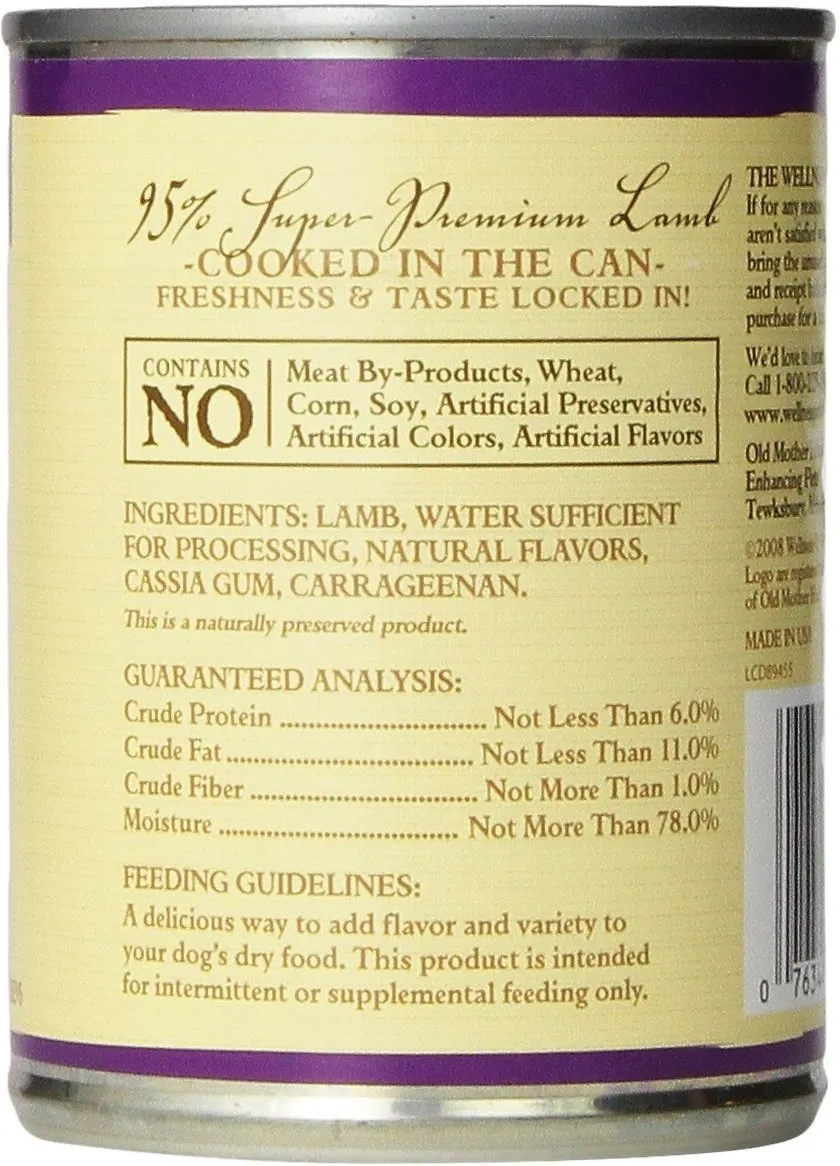 95% Super-Premium Lamb
-COOKED IN THE CAN-
FRESHNESS & TASTE LOCKED IN!
CONTAINS
NO
Meat By-Products, Wheat,
Corn, Soy, Artificial Preservatives,
Artificial Colors, Artificial Flavors
INGREDIENTS: LAMB, WATER SUFFICIENT
FOR PROCESSING, NATURAL FLAVORS,
CASSIA GUM, CARRAGEENAN.
This is a naturally preserved product.
GUARANTEED ANALYSIS:
Crude Protein ............................... Not Less Than 6.0%
Crude Fat ..................................... Not Less Than 11.0%
Crude Fiber .................................. Not More Than 1.0%
Moisture .................................... Not More Than 78.0%
FEEDING GUIDELINES:
A delicious way to add flavor and variety to
your dog's dry food. This product is intended
for intermittent or supplemental feeding only.
THE
If for any
aren't
bring the
and receipt
purchase for a
We'd love to
Call 1-800-
Old Mother
Enhancing
Tewksbury,
©2008
Logo are
of Old Mother
MADE IN USA
LCD89455
0 763